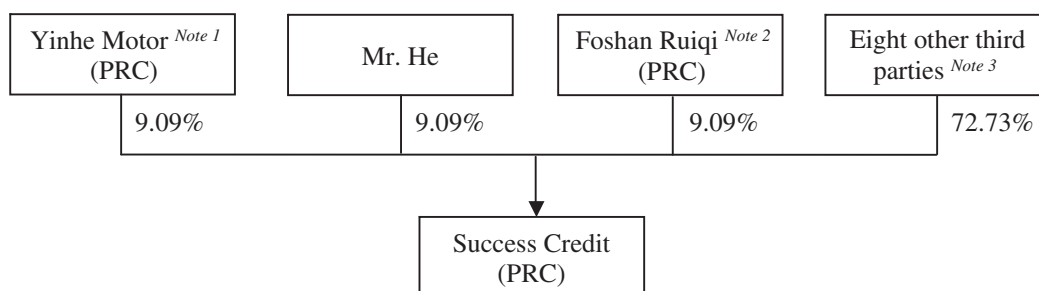 Yinhe Motor Note 1
(PRC)
Mr. He
Foshan Ruiqi Note 2
(PRC)
Eight other third
parties Note 3
9.09%
9.09%
9.09%
72.73%
Success Credit
(PRC)